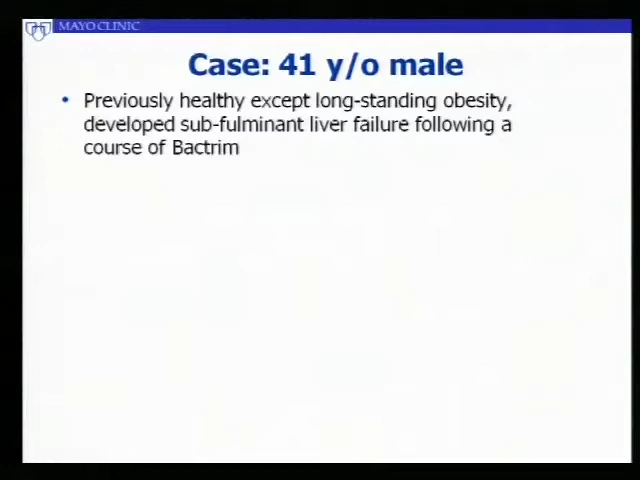 MAYO CLINIC
Case: 41 y/o male
• Previously healthy except long-standing obesity,
developed sub-fulminant liver failure following a
course of Bactrim